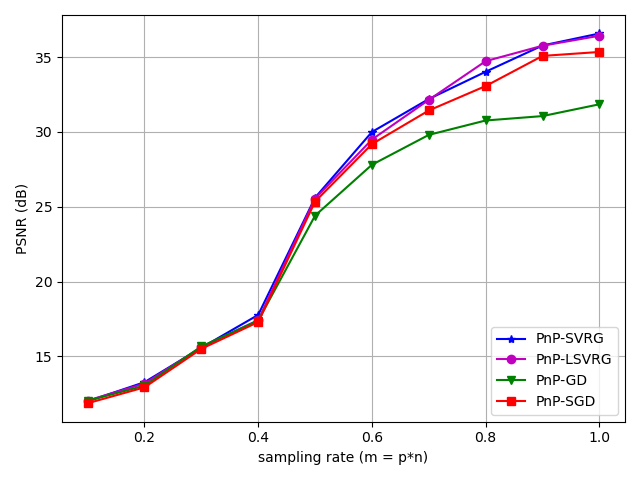 35
30
25
20
15
PSNR (dB)
0.2 0.4 0.6 0.8 1.0
sampling rate (m = p*n)
PnP-SVRG
PnP-LSVRG
PnP-GD
PnP-SGD